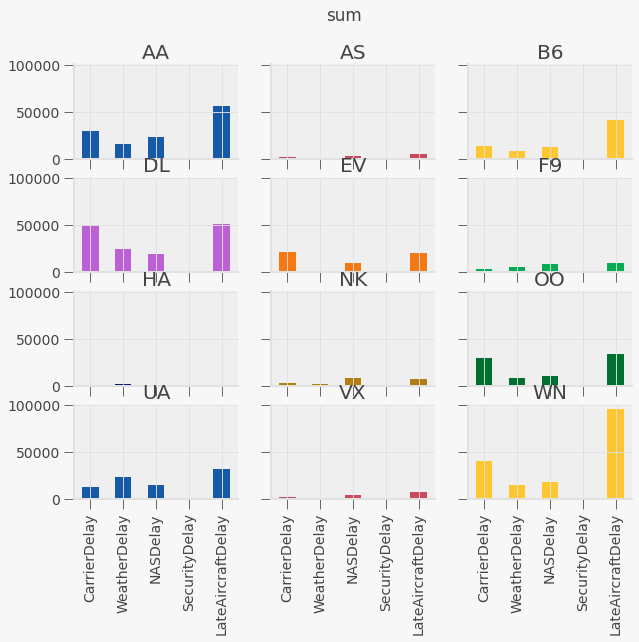 sum
AA AS B6
100000
50000
0
DL EV F9
100000
50000
0
HA NK OO
100000
50000
0
UA VX WN
100000
50000
0
CarrierDelay WeatherDelay NASDelay SecurityDelay LateAircraftDelay CarrierDelay WeatherDelay NASDelay SecurityDelay LateAircraftDelay CarrierDelay WeatherDelay NASDelay SecurityDelay LateAircraftDelay